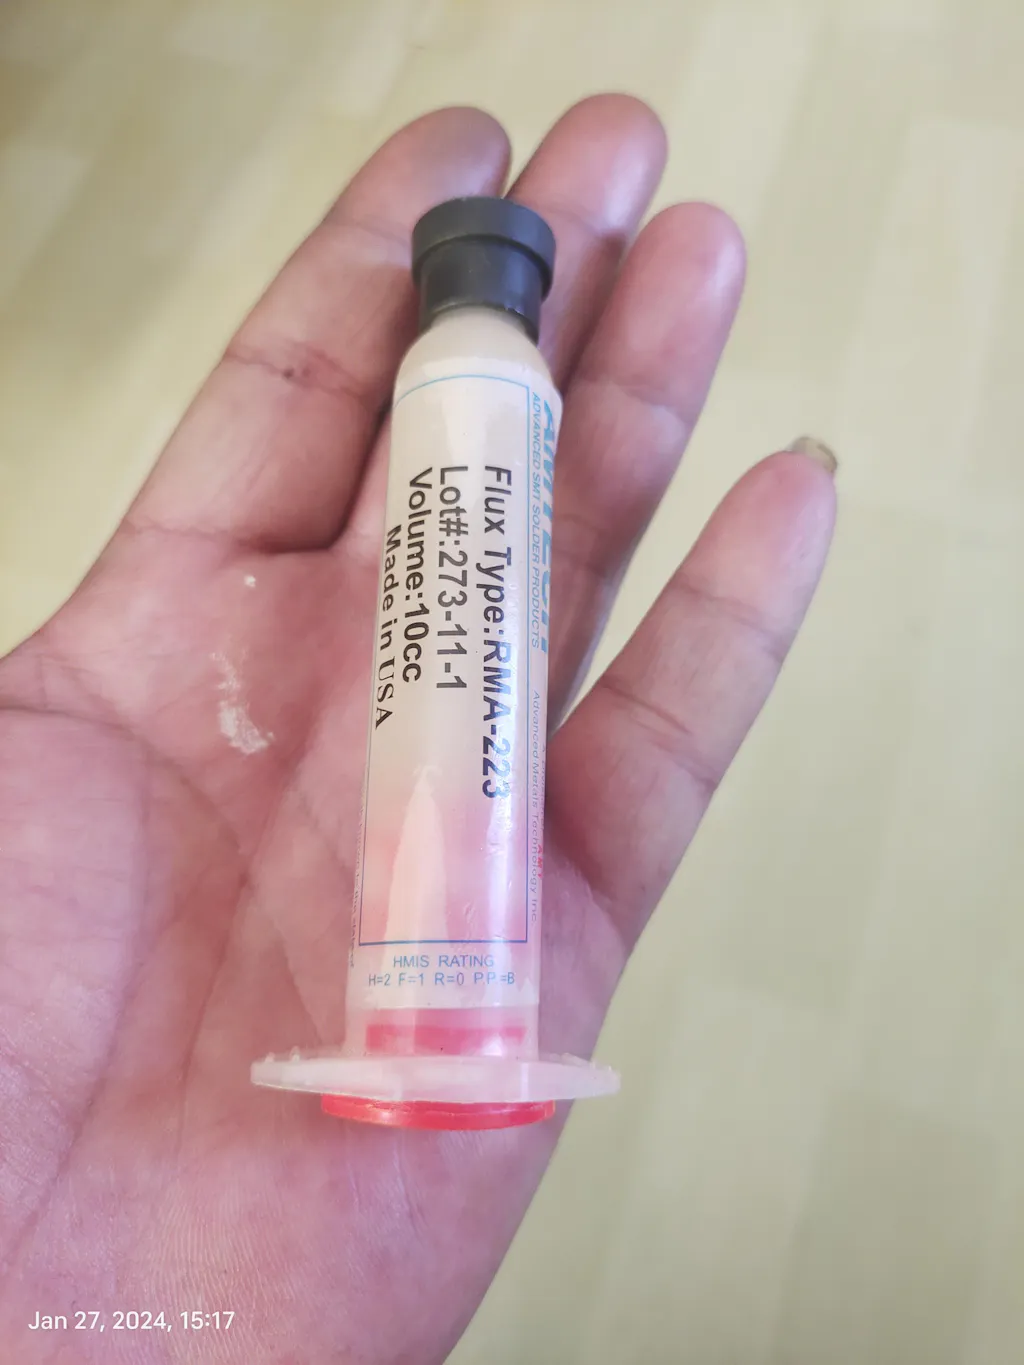 AMTECH
ADVANCED SMT SOLDER PRODUCTS
Advanced Metals Technology Inc
Flux Type:RMA-223
Lot#:273-11-1
Volume:10cc
Made in USA
HMIS RATING
H=2 F=1 R=0 P.P.=B
Jan 27, 2024, 15:17